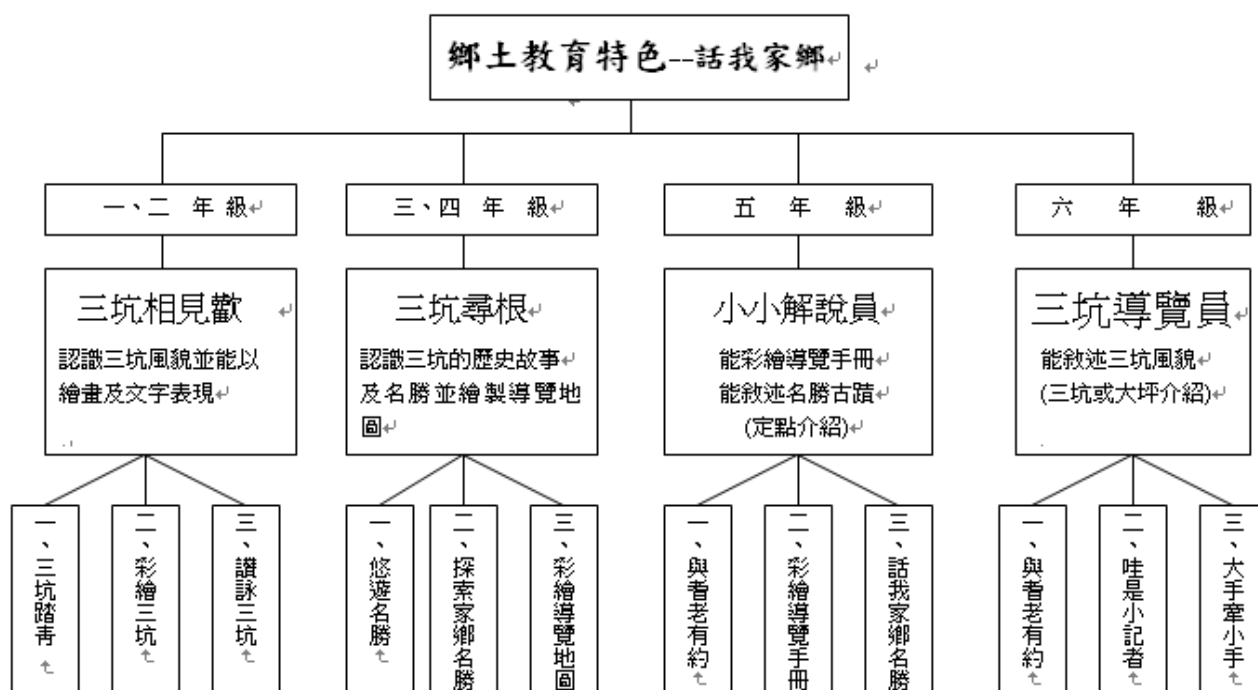 鄉土教育特色--話我家鄉
一、二 年 級
三、四 年 級
五 年 級
六 年 級
三坑相見歡
認識三坑風貌並能以
繪畫及文字表現
三坑尋根
認識三坑的歷史故事
及名勝並繪製導覽地
圖
小小解說員
能彩繪導覽手冊
能敘述名勝古蹟
(定點介紹)
三坑導覽員
能敘述三坑風貌
(三坑或大坪介紹)
一、三坑踏青
二、彩繪三坑
三、讚詠三坑
一、悠遊名勝
二、探索家鄉名勝
三、彩繪導覽地圖
一、與耆老有約
二、彩繪導覽手冊
三、話我家鄉名勝
一、與耆老有約
二、哇是小記者
三、大手牽小手